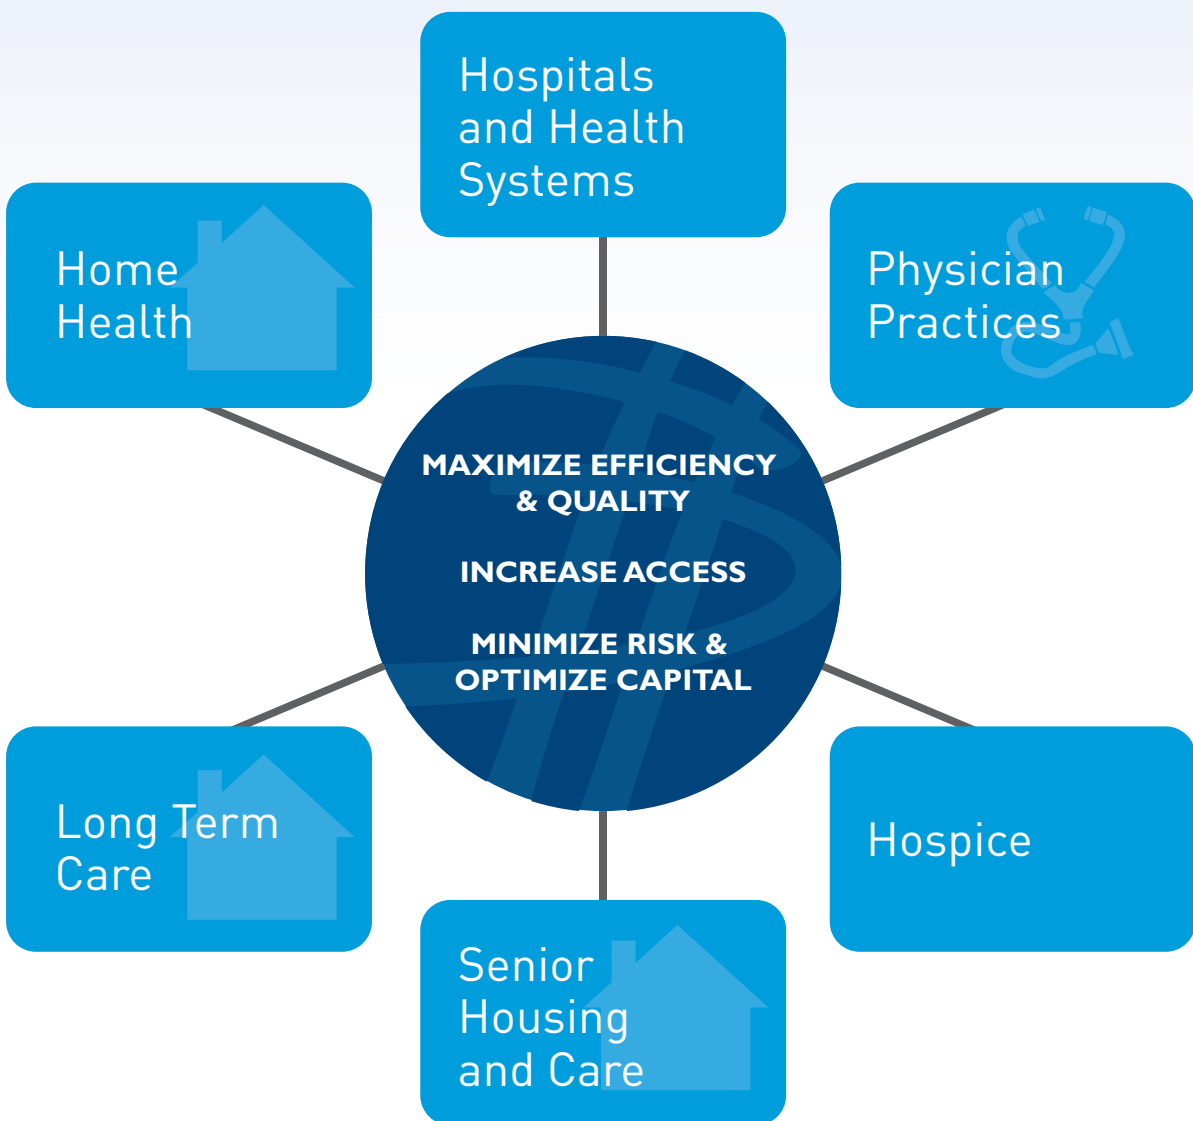 Hospitals
and Health
Systems
Home
Health
Physician
Practices
MAXIMIZE EFFICIENCY
& QUALITY
INCREASE ACCESS
MINIMIZE RISK &
OPTIMIZE CAPITAL
Long Term
Care
Hospice
Senior
Housing
and Care